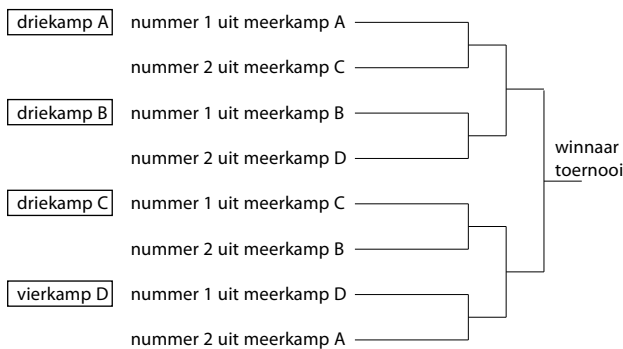 driekamp A nummer 1 uit meerkamp A
nummer 2 uit meerkamp C
driekamp B nummer 1 uit meerkamp B
nummer 2 uit meerkamp D
driekamp C nummer 1 uit meerkamp C
nummer 2 uit meerkamp B
vierkamp D nummer 1 uit meerkamp D
nummer 2 uit meerkamp A
winnaar
toernooi